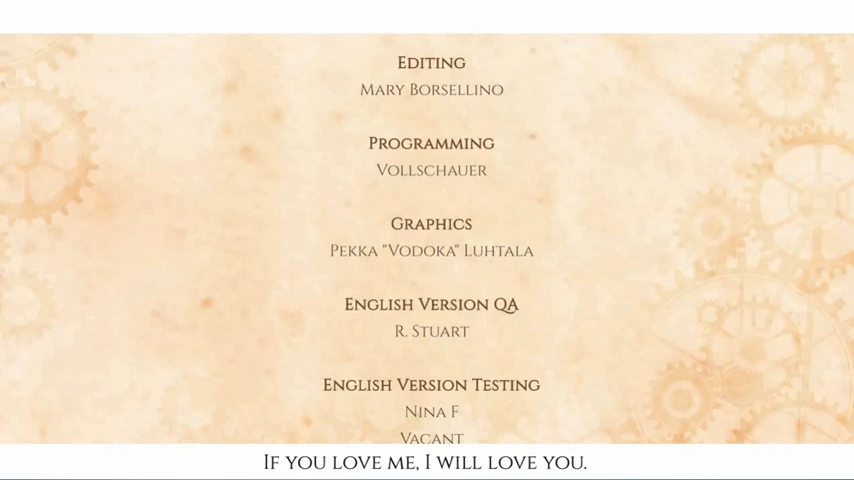 Editing
Mary Borsellino
Programming
Vollschauer
Graphics
Pekka "Vodoka" Luhtala
English Version QA
R. Stuart
English Version Testing
Nina F
Vacant
If you love me, I will love you.